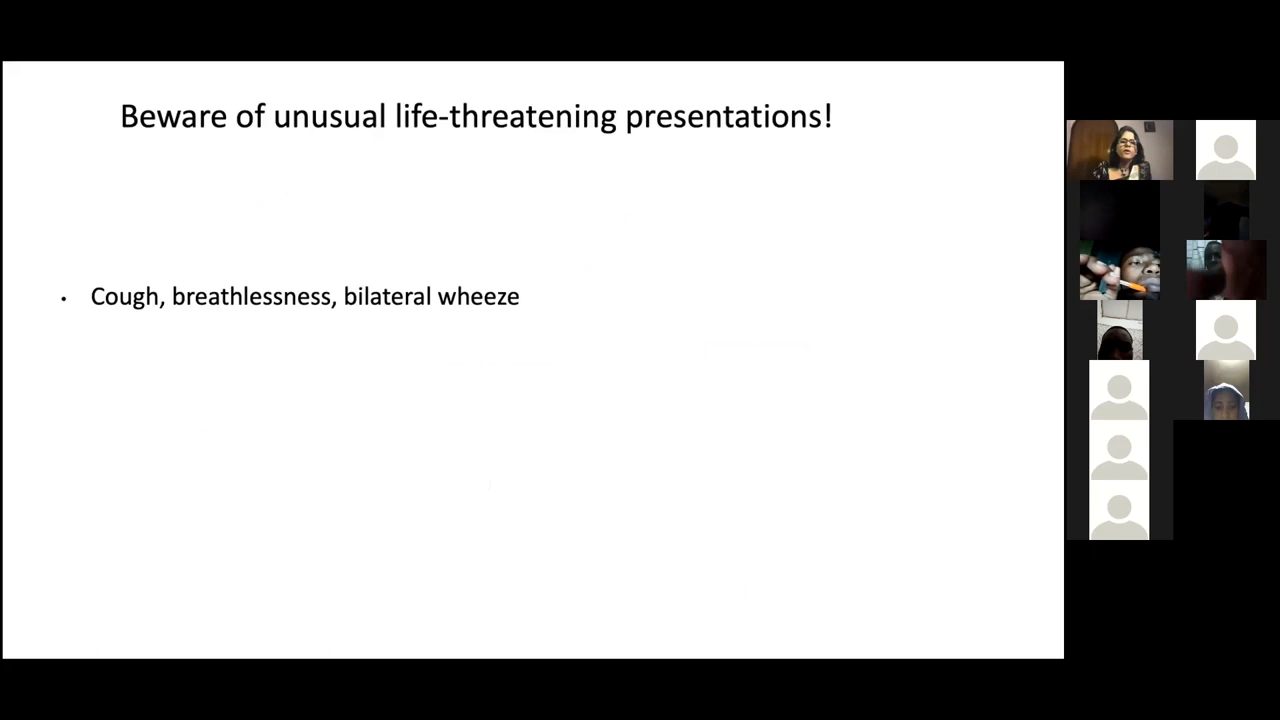 Beware of unusual life-threatening presentations!
• Cough, breathlessness, bilateral wheeze